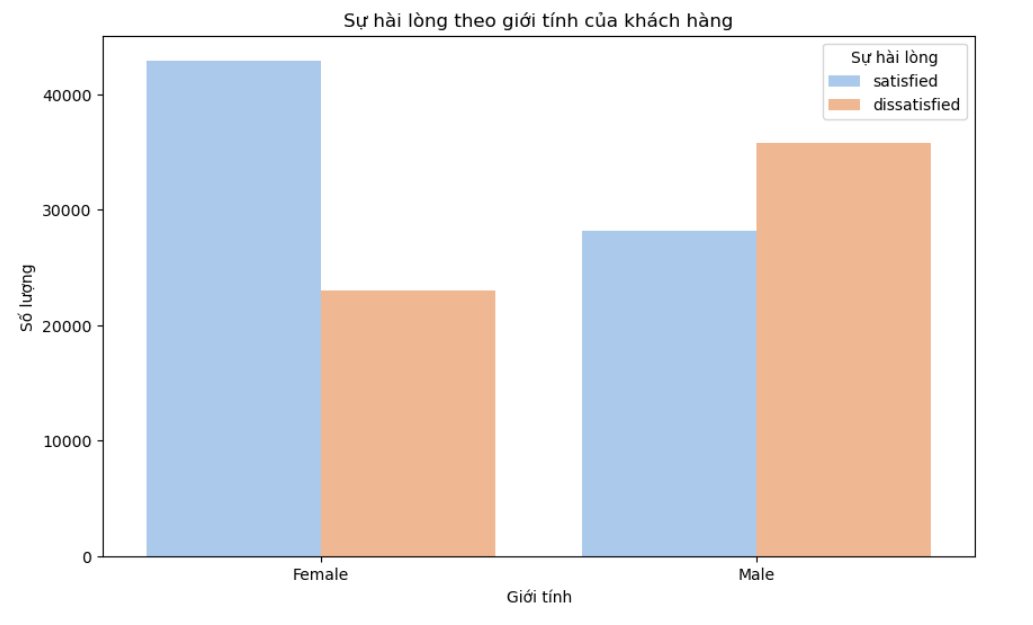 Sự hài lòng theo giới tính của khách hàng
Sự hài lòng
satisfied
dissatisfied
Số lượng
40000
30000
20000
10000
0
Female
Male
Giới tính